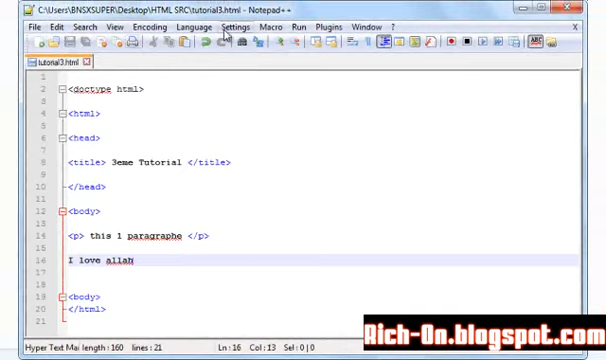 C:\Users\BNSXSUPER\Desktop\HTML SRC\tutorial3.html - Notepad++
File Edit Search View Encoding Language Settings Macro Run Plugins Window ? X
tutorial3.html
1
2 <doctype html>
3
4 <html>
5
6 <head>
7
8 <title> 3eme Tutorial </title>
9
10 </head>
11
12 <body>
13
14 <p> this 1 paragraphe </p>
15
16 I love allah
17
18
19 <body>
20 </html>
21
Hyper Text Mai length : 160 lines : 21 Ln : 16 Col : 13 Sel : 0 | 0
Rich-On.blogspot.com